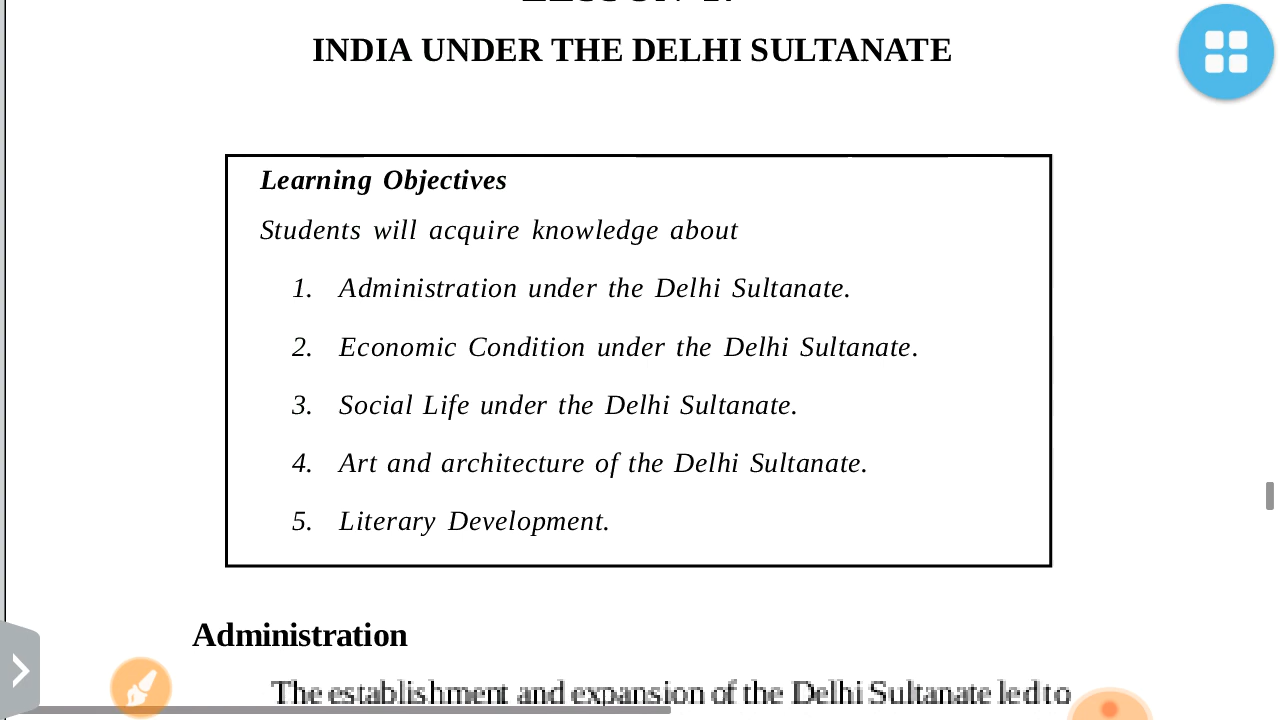 INDIA UNDER THE DELHI SULTANATE
Learning Objectives
Students will acquire knowledge about
1. Administration under the Delhi Sultanate.
2. Economic Condition under the Delhi Sultanate.
3. Social Life under the Delhi Sultanate.
4. Art and architecture of the Delhi Sultanate.
5. Literary Development.
Administration
The establishment and expansion of the Delhi Sultanate led to